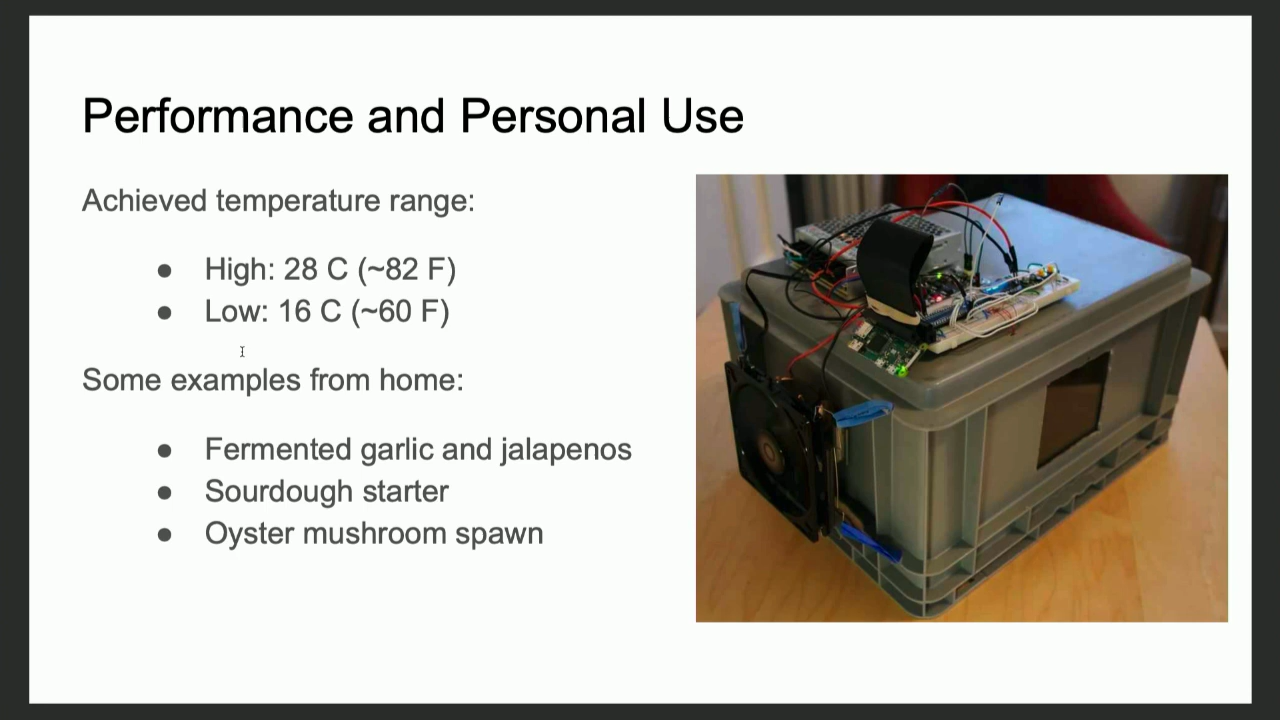 Performance and Personal Use
Achieved temperature range:
● High: 28 C (~82 F)
● Low: 16 C (~60 F)
Some examples from home:
● Fermented garlic and jalapenos
● Sourdough starter
● Oyster mushroom spawn